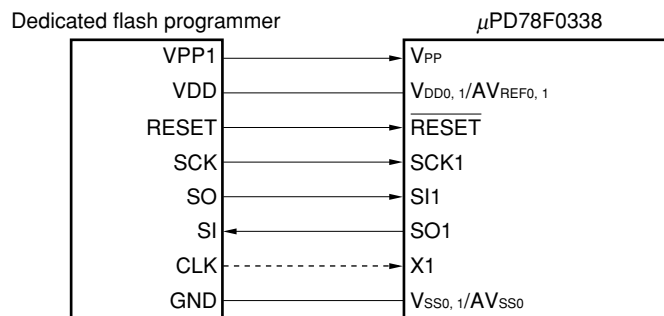 Dedicated flash programmer μPD78F0338
VPP1 VPP
VDD VDD0, 1/AVREF0, 1
RESET RESET
SCK SCK1
SO SI1
SI SO1
CLK X1
GND VSS0, 1/AVSS0